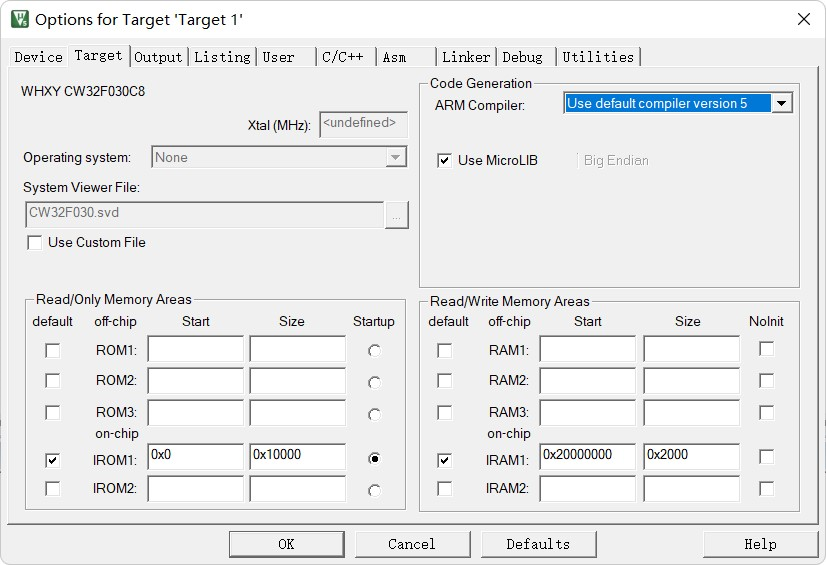 Options for Target 'Target 1'
Device Target Output Listing User C/C++ Asm Linker Debug Utilities
WHXY CW32F030C8
Xtal (MHz): <undefined>
Operating system: None
System Viewer File:
CW32F030.svd ...
Use Custom File
Code Generation
ARM Compiler: Use default compiler version 5
Use MicroLIB Big Endian
Read/Only Memory Areas
default off-chip Start Size Startup
ROM1:
ROM2:
ROM3:
on-chip
IROM1: 0x0 0x10000
IROM2:
Read/Write Memory Areas
default off-chip Start Size NoInit
RAM1:
RAM2:
RAM3:
on-chip
IRAM1: 0x20000000 0x2000
IRAM2:
OK Cancel Defaults Help